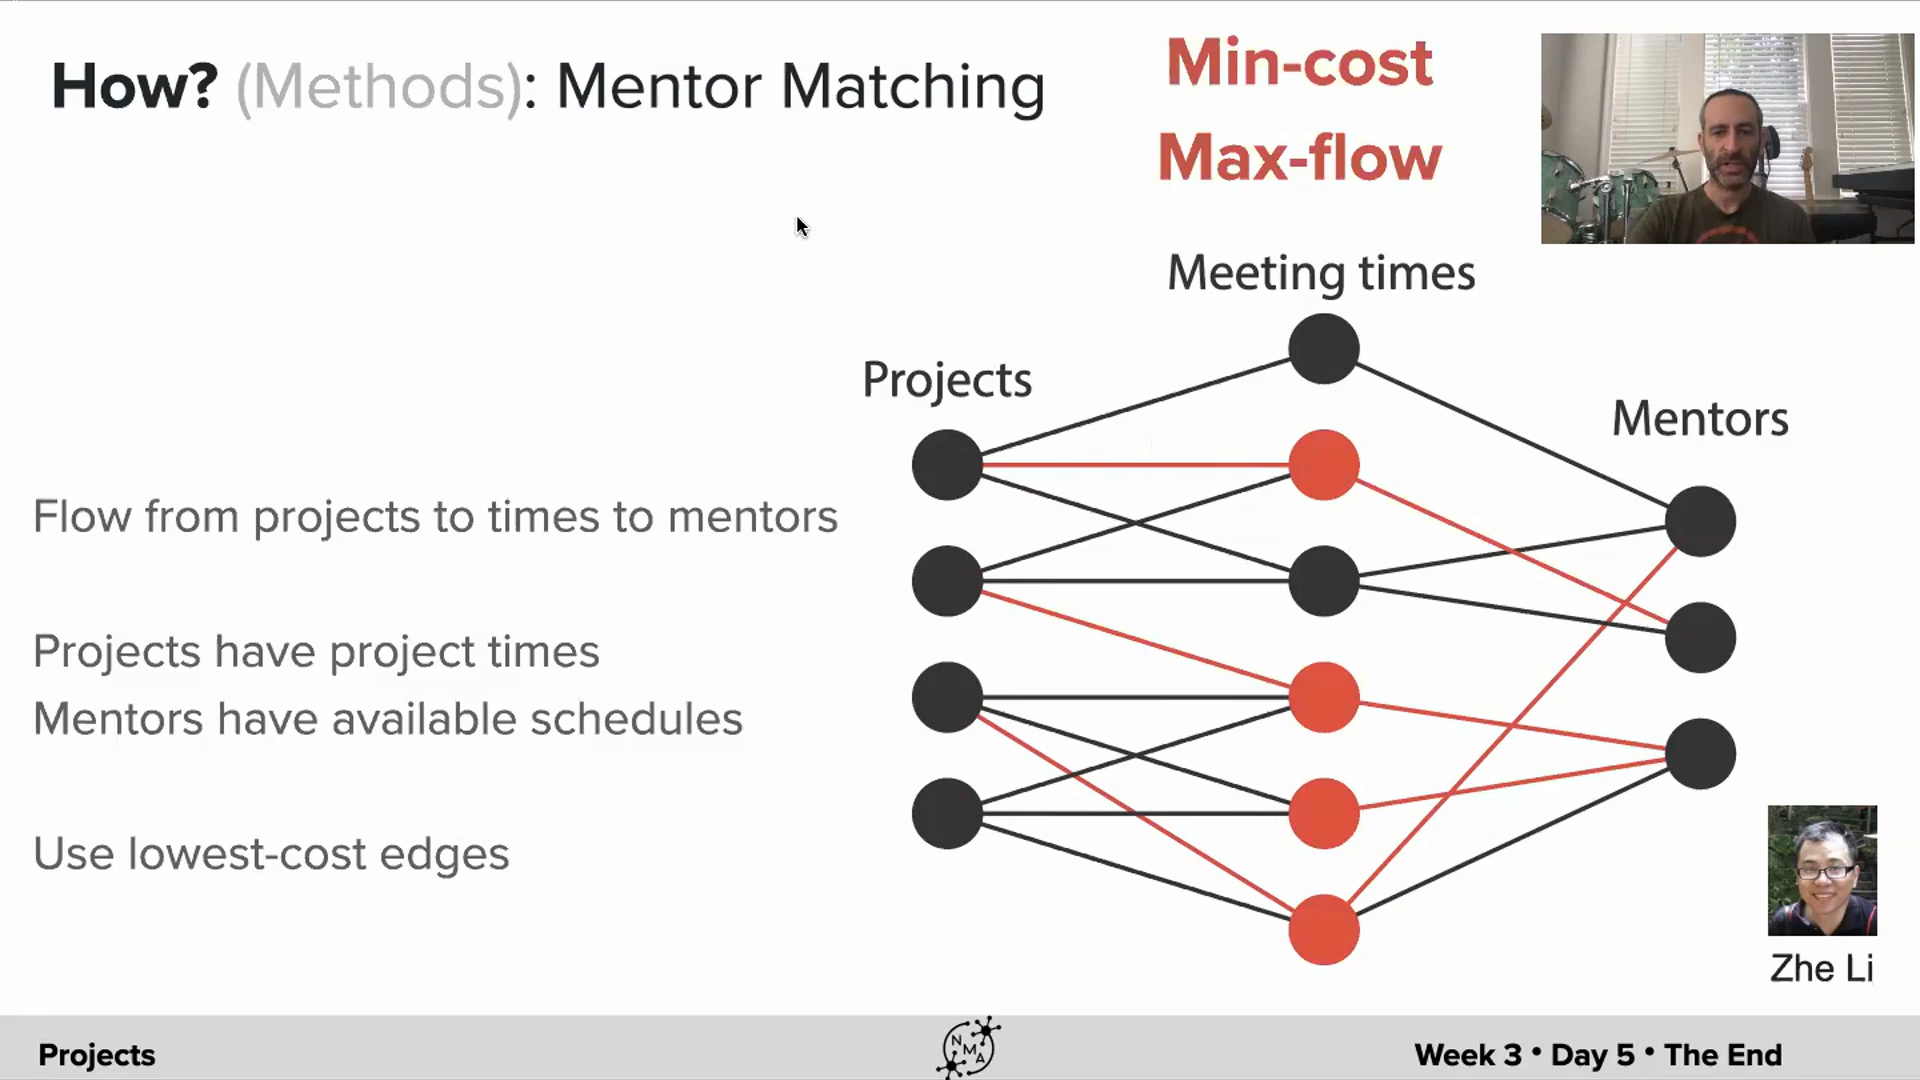 How? (Methods): Mentor Matching
Min-cost
Max-flow
Meeting times
Projects
Mentors
Flow from projects to times to mentors
Projects have project times
Mentors have available schedules
Use lowest-cost edges
Zhe Li
Projects
NMA
Week 3 • Day 5 • The End